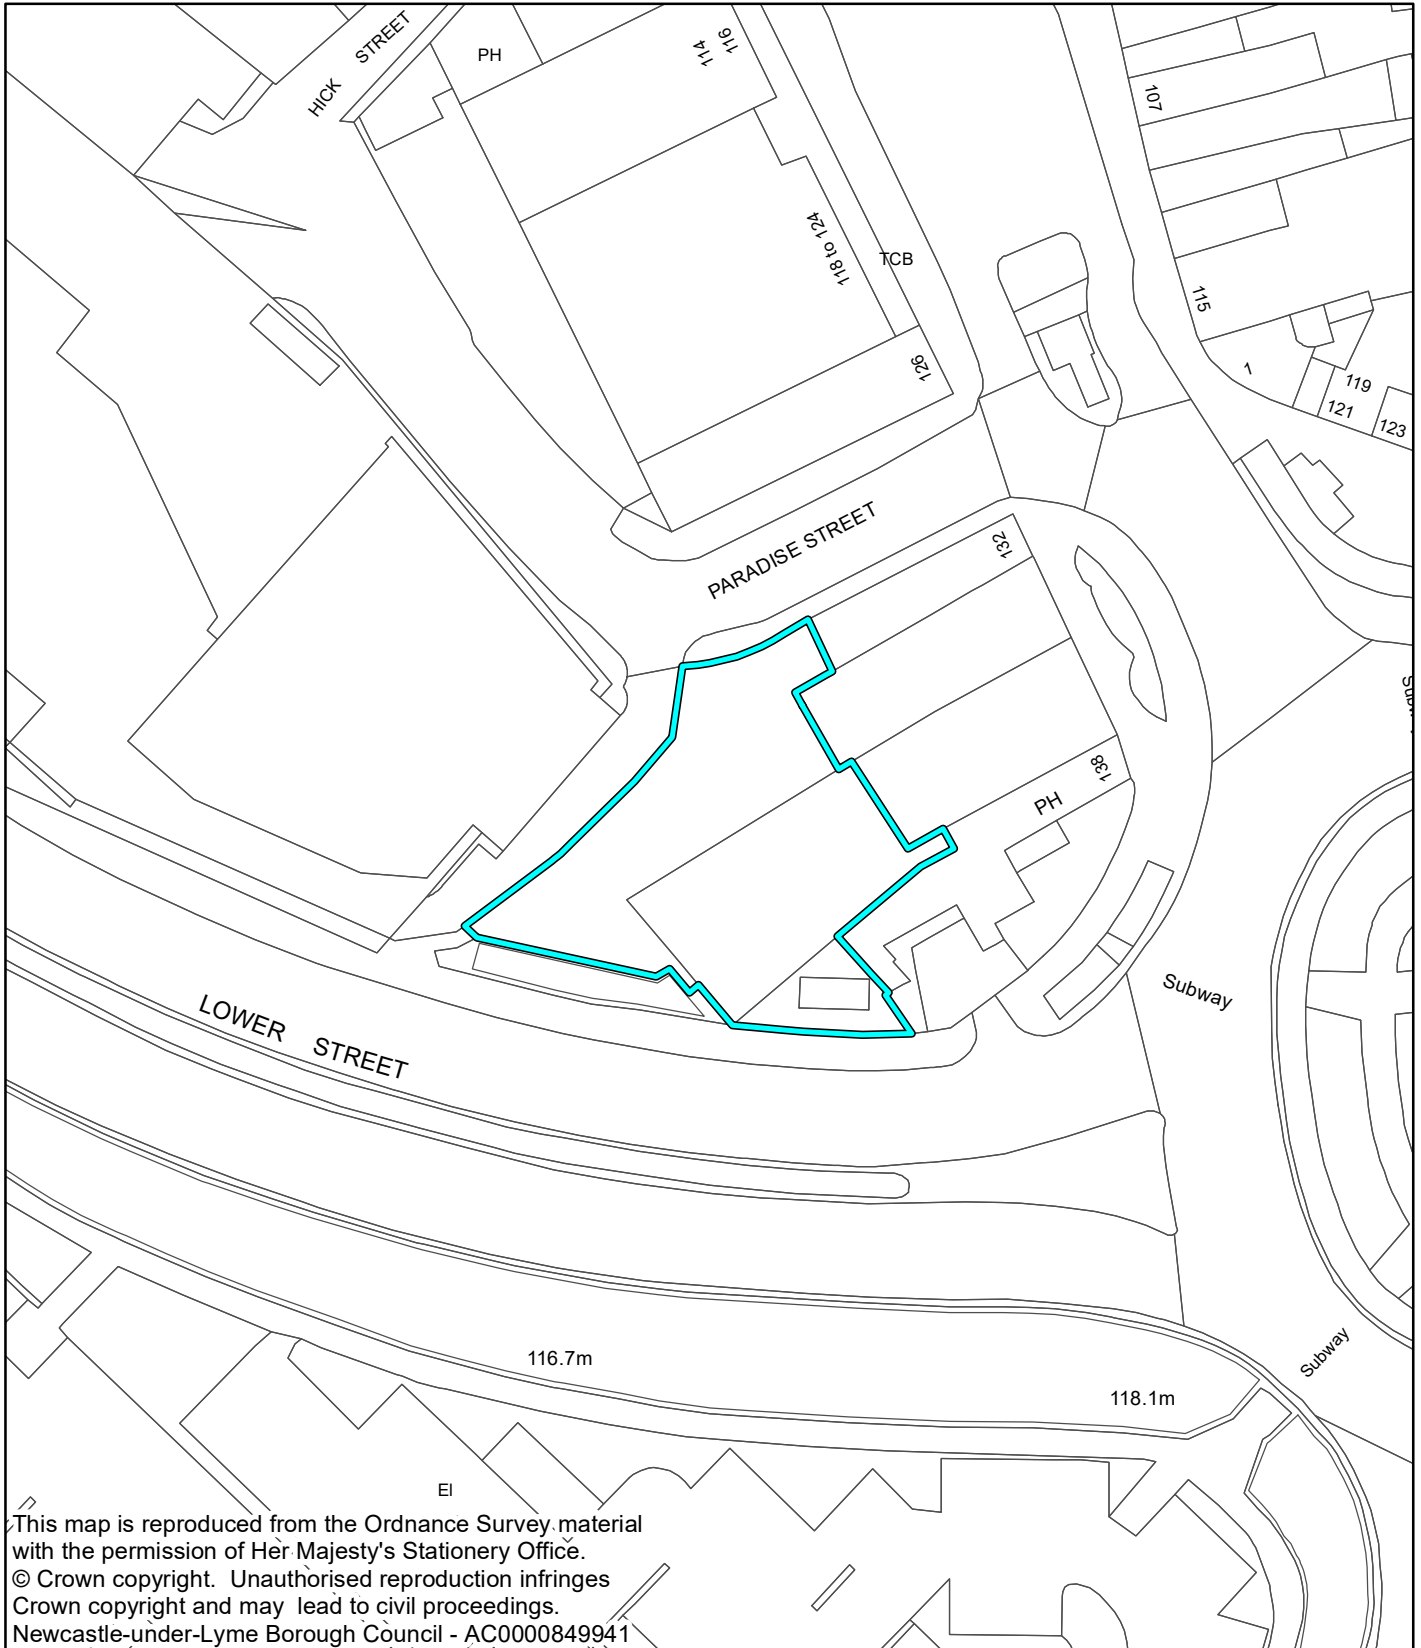 HICK STREET
PH
114
116
107
118 to 124
TCB
115
126
1
119
121
123
PARADISE STREET
132
138
PH
Subway
LOWER STREET
Subway
116.7m
118.1m
El
This map is reproduced from the Ordnance Survey material
with the permission of Her Majesty's Stationery Office.
© Crown copyright. Unauthorised reproduction infringes
Crown copyright and may lead to civil proceedings.
Newcastle-under-Lyme Borough Council - AC0000849941